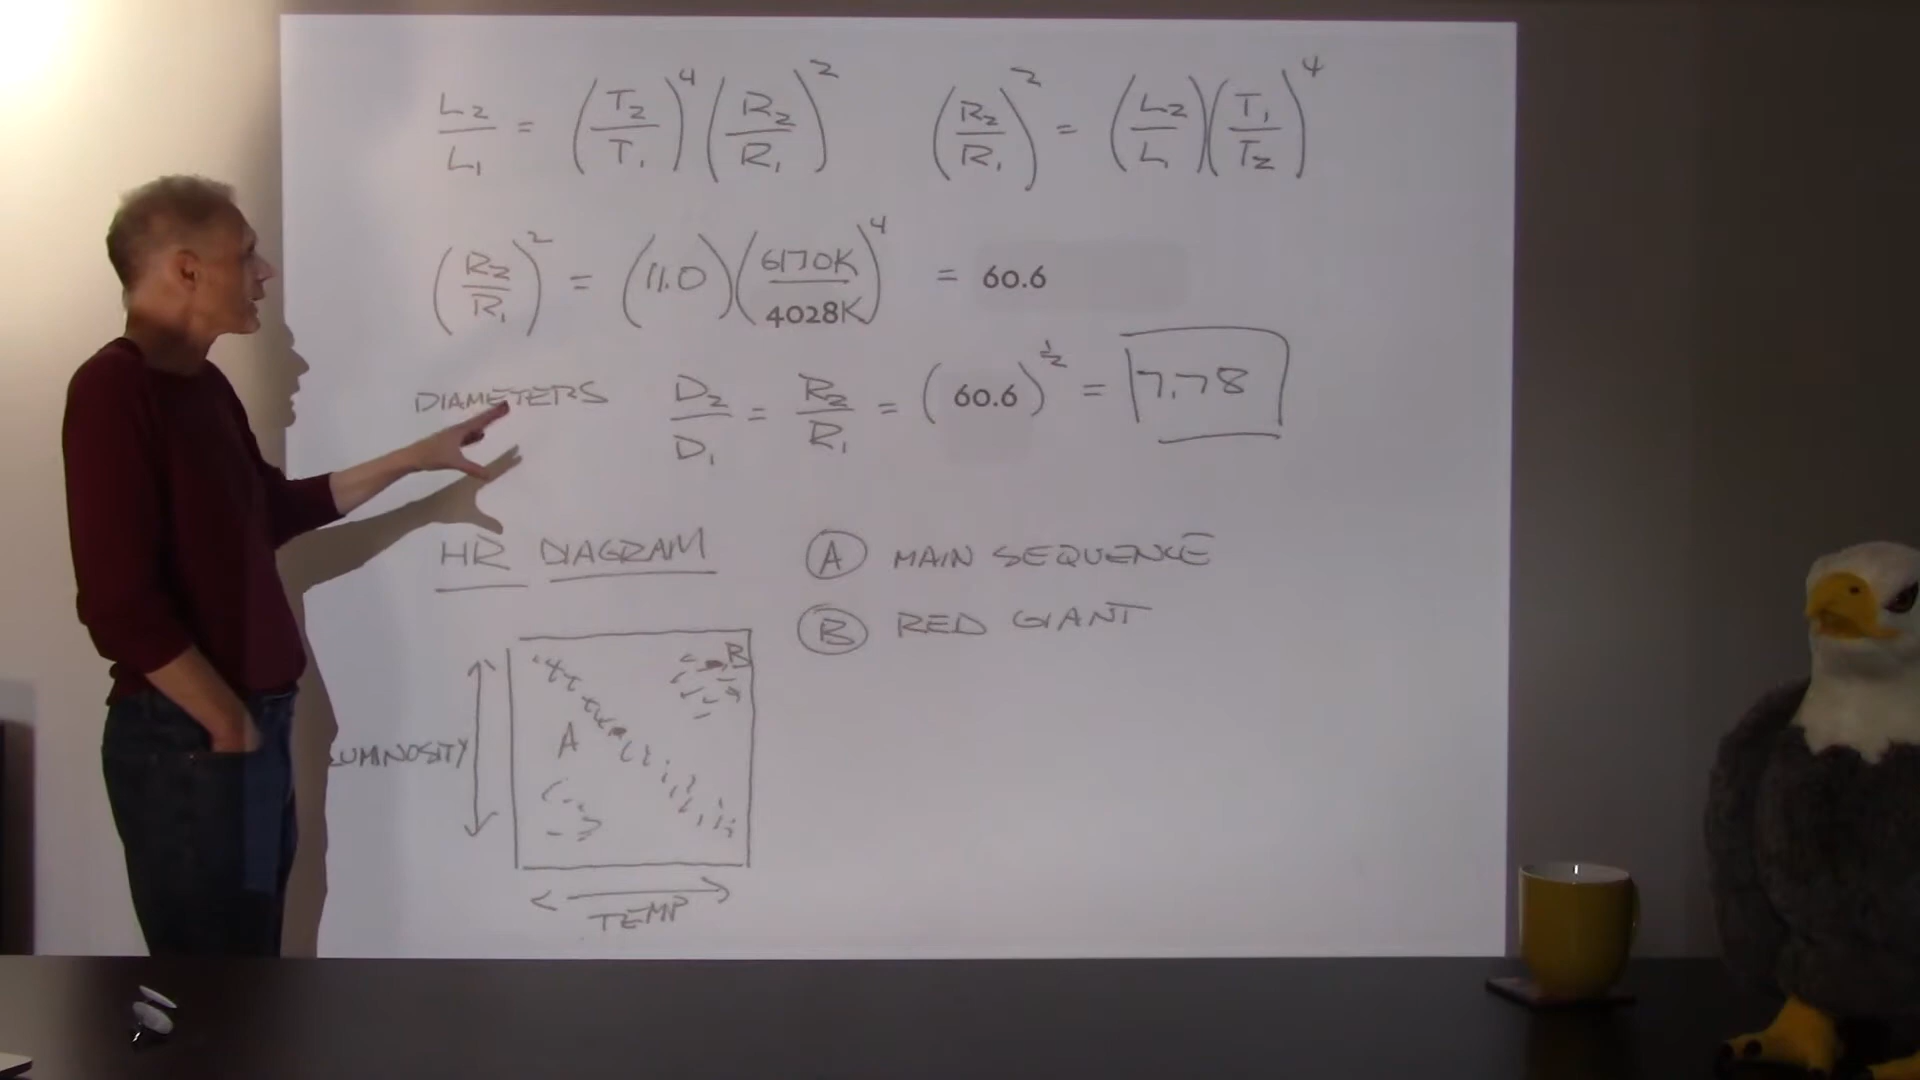 L2/L1 = (T2/T1)^4 (R2/R1)^2
(R2/R1)^2 = (L2/L1)(T1/T2)^4
(R2/R1)^2 = (11.0)(6170K/4028K)^4 = 60.6
DIAMETERS D2/D1 = R2/R1 = (60.6)^1/2 = 7.78
HR DIAGRAM
A MAIN SEQUENCE
B RED GIANT
B
A
LUMINOSITY
TEMP